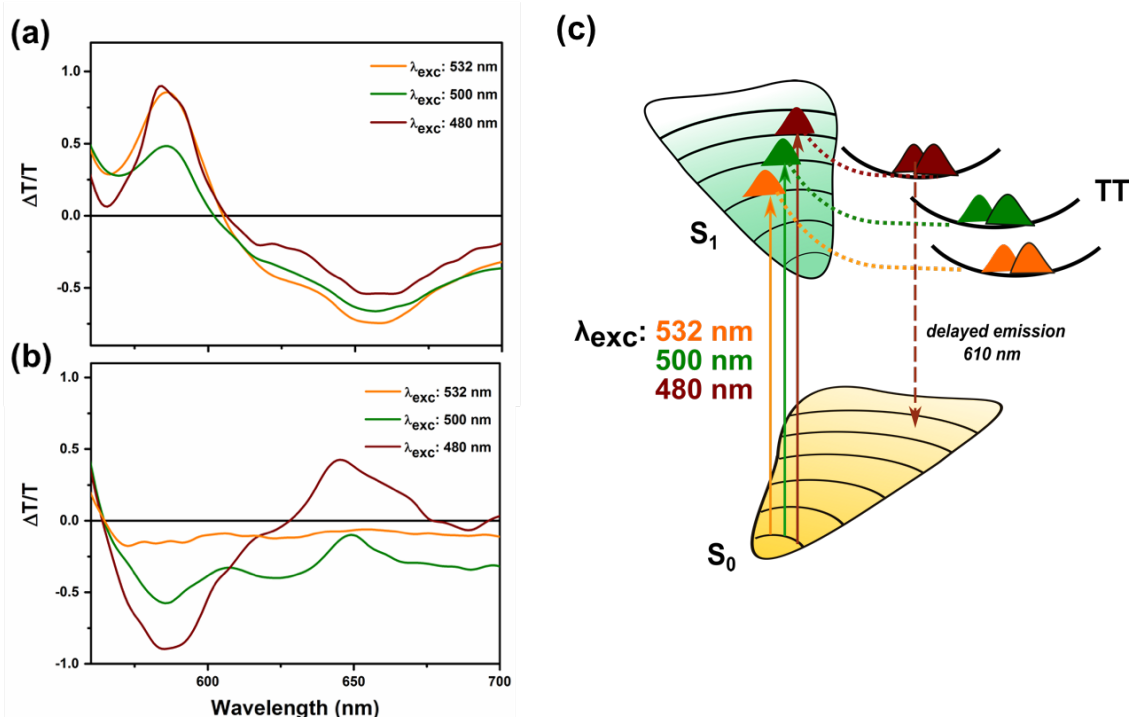 (a)
λexc: 532 nm
λexc: 500 nm
λexc: 480 nm
1.0
0.5
0.0
-0.5
ΔT/T
(b)
λexc: 532 nm
λexc: 500 nm
λexc: 480 nm
1.0
0.5
0.0
-0.5
-1.0
ΔT/T
600
650
700
Wavelength (nm)
(c)
TT
S1
λexc: 532 nm
500 nm
480 nm
delayed emission
610 nm
S0